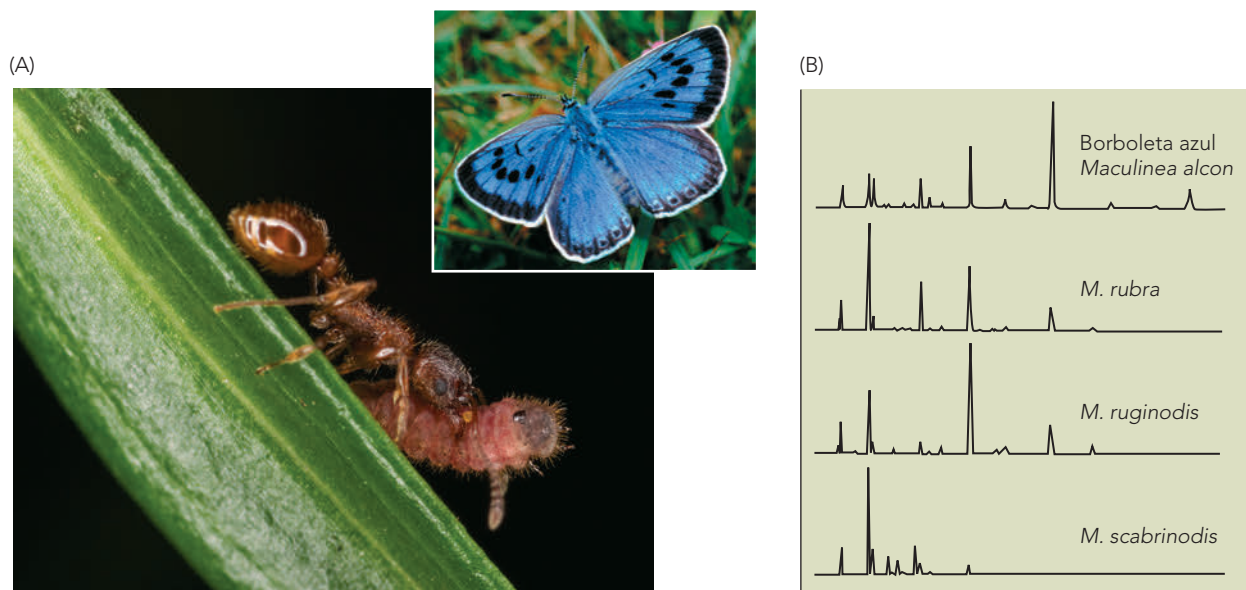 (A)
(B)
Borboleta azul
Maculinea alcon
M. rubra
M. ruginodis
M. scabrinodis